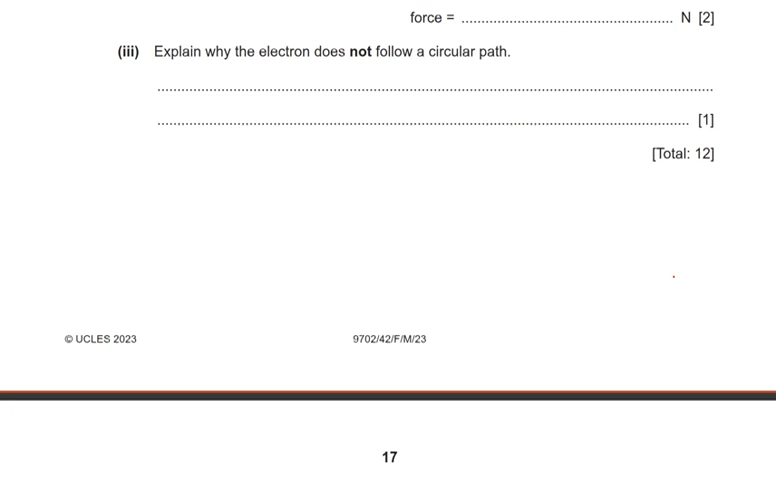 force = ..................................................... N [2]
(iii) Explain why the electron does not follow a circular path.
...........................................................................................................................................
..................................................................................................................................... [1]
[Total: 12]
© UCLES 2023 9702/42/F/M/23
17